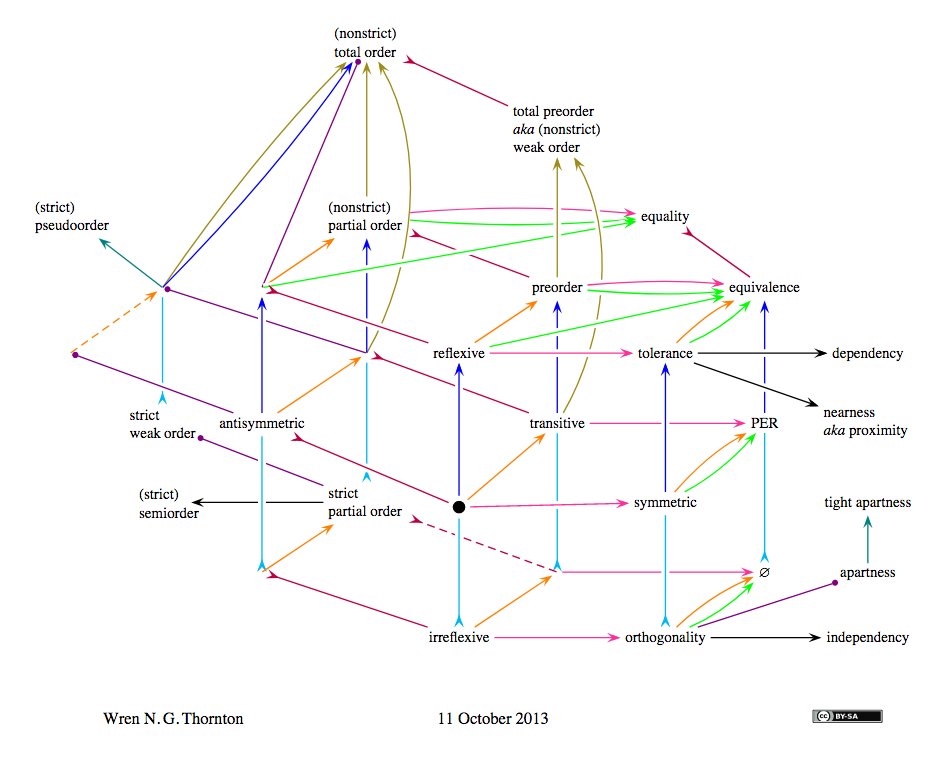 (nonstrict)
total order
total preorder
aka (nonstrict)
weak order
(strict)
pseudoorder
(nonstrict)
partial order
equality
preorder
equivalence
reflexive
tolerance
dependency
strict
weak order
antisymmetric
transitive
PER
nearness
aka proximity
(strict)
semiorder
strict
partial order
symmetric
tight apartness
∅
apartness
irreflexive
orthogonality
independency
Wren N. G. Thornton
11 October 2013
cc BY-SA